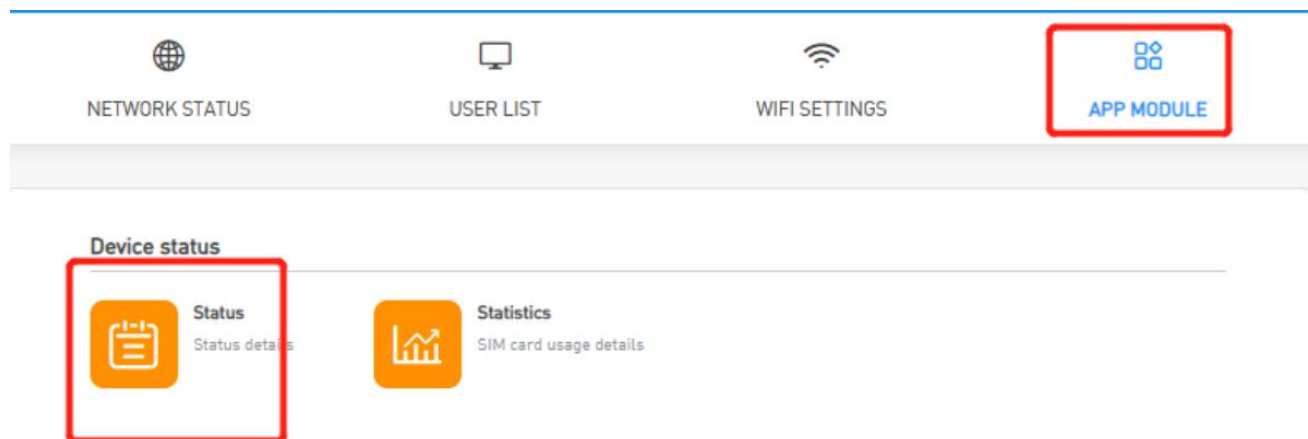 NETWORK STATUS
USER LIST
WIFI SETTINGS
APP MODULE
Device status
Status
Status details
Statistics
SIM card usage details